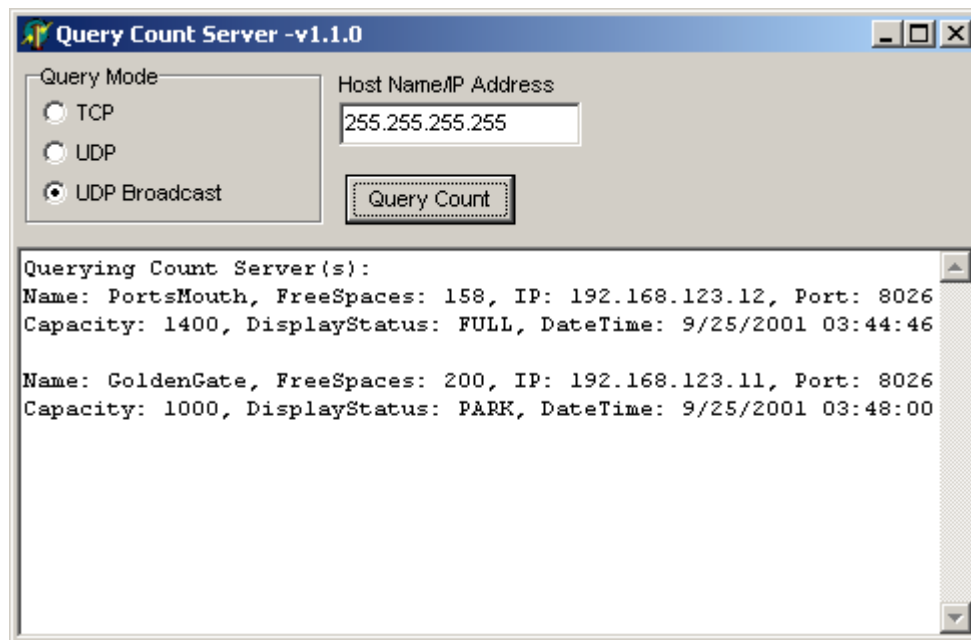 Query Count Server -v1.1.0
Query Mode
TCP
UDP
UDP Broadcast
Host Name/IP Address
255.255.255.255
Query Count
Querying Count Server(s):
Name: PortsMouth, FreeSpaces: 158, IP: 192.168.123.12, Port: 8026
Capacity: 1400, DisplayStatus: FULL, DateTime: 9/25/2001 03:44:46
Name: GoldenGate, FreeSpaces: 200, IP: 192.168.123.11, Port: 8026
Capacity: 1000, DisplayStatus: PARK, DateTime: 9/25/2001 03:48:00